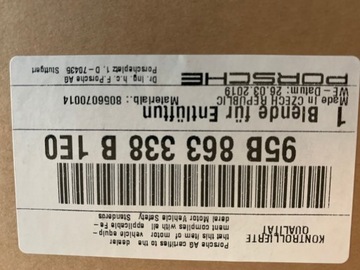 KONTROLLIERTE
QUALITÄT
Porsche AG certifies to the dealer
that this item of motor vehicle equip-
ment complies with all applicable Fe-
deral Motor Vehicle Safety Standards
95B 863 338 B 1E0
1 Blende für Entlüftun
Made in CZECH REPUBLIC
WE-Datum: 26.03.2019
Materialb.: 8056070014
PORSCHE
Dr. Ing. h.c. F. Porsche AG
Porscheplatz 1, D - 70435
Stuttgart